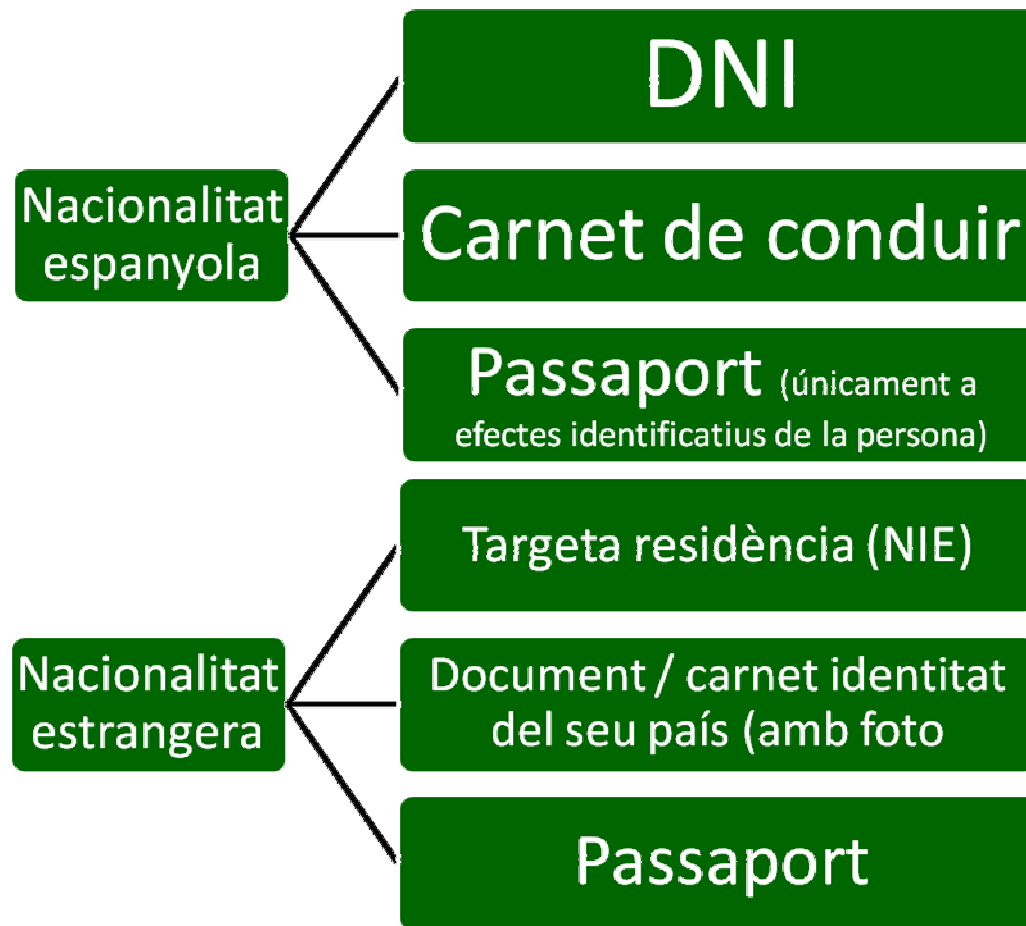 Nacionalitat
espanyola
DNI
Carnet de conduir
Passaport (únicament a
efectes identificatius de la persona)
Nacionalitat
estrangera
Targeta residència (NIE)
Document / carnet identitat
del seu país (amb foto
Passaport